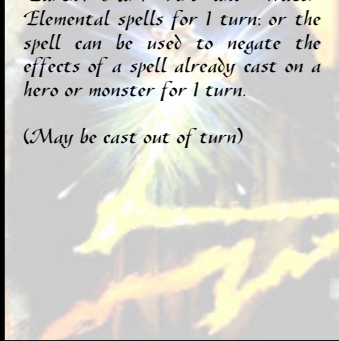 Elemental spells for 1 turn: or the
spell can be used to negate the
effects of a spell already cast on a
hero or monster for 1 turn.
(May be cast out of turn)